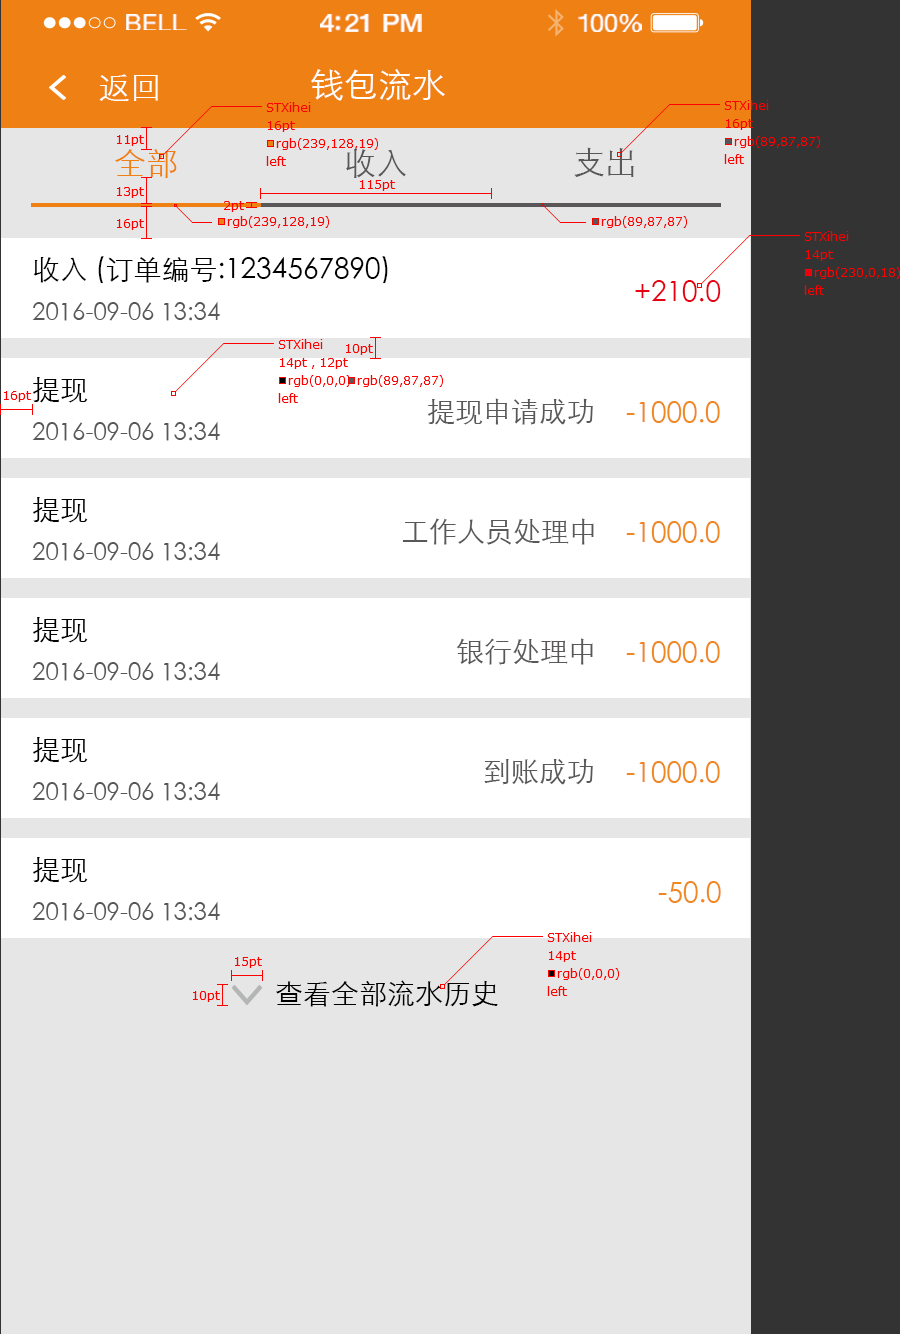 BELL 4:21 PM 100%
返回 钱包流水
STXihei
16pt
rgb(239,128,19)
left
STXihei
16pt
rgb(89,87,87)
left
11pt
全部 收入 支出
13pt
115pt
2pt
16pt
rgb(239,128,19)
rgb(89,87,87)
STXihei
14pt
rgb(230,0,18)
left
收入 (订单编号:1234567890)
2016-09-06 13:34
+210.0
STXihei
14pt , 12pt
rgb(0,0,0) rgb(89,87,87)
left
10pt
16pt
提现
2016-09-06 13:34
提现申请成功 -1000.0
提现
2016-09-06 13:34
工作人员处理中 -1000.0
提现
2016-09-06 13:34
银行处理中 -1000.0
提现
2016-09-06 13:34
到账成功 -1000.0
提现
2016-09-06 13:34
-50.0
STXihei
14pt
rgb(0,0,0)
left
15pt
10pt
查看全部流水历史